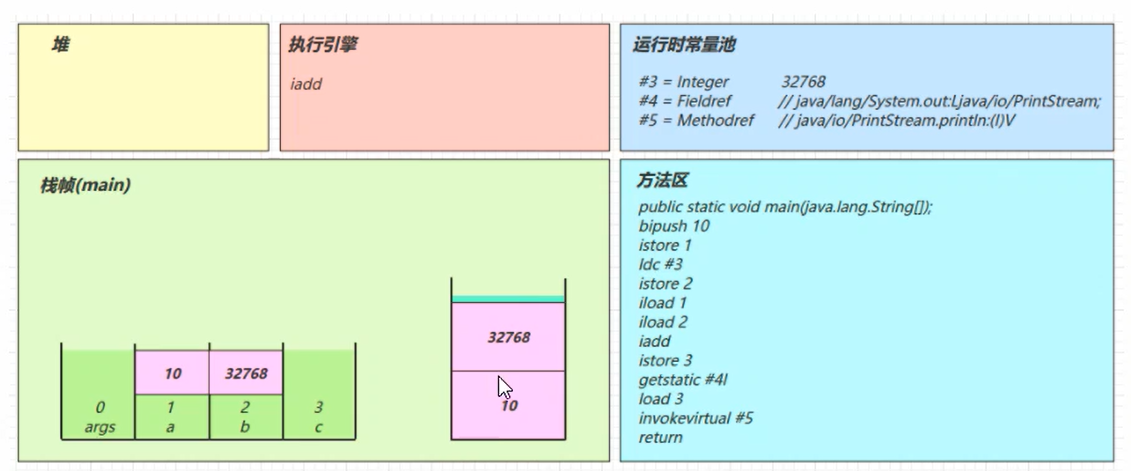 堆
执行引擎
iadd
运行时常量池
#3 = Integer 32768
#4 = Fieldref // java/lang/System.out:Ljava/io/PrintStream;
#5 = Methodref // java/io/PrintStream.println:(I)V
栈帧(main)
32768
10
10 32768
0 1 2 3
args a b c
方法区
public static void main(java.lang.String[]);
bipush 10
istore 1
ldc #3
istore 2
iload 1
iload 2
iadd
istore 3
getstatic #4l
load 3
invokevirtual #5
return